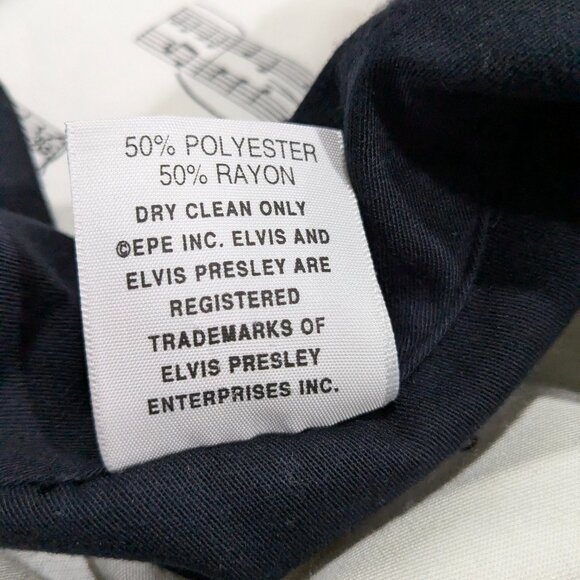 50% POLYESTER
50% RAYON
DRY CLEAN ONLY
©EPE INC. ELVIS AND
ELVIS PRESLEY ARE
REGISTERED
TRADEMARKS OF
ELVIS PRESLEY
ENTERPRISES INC.